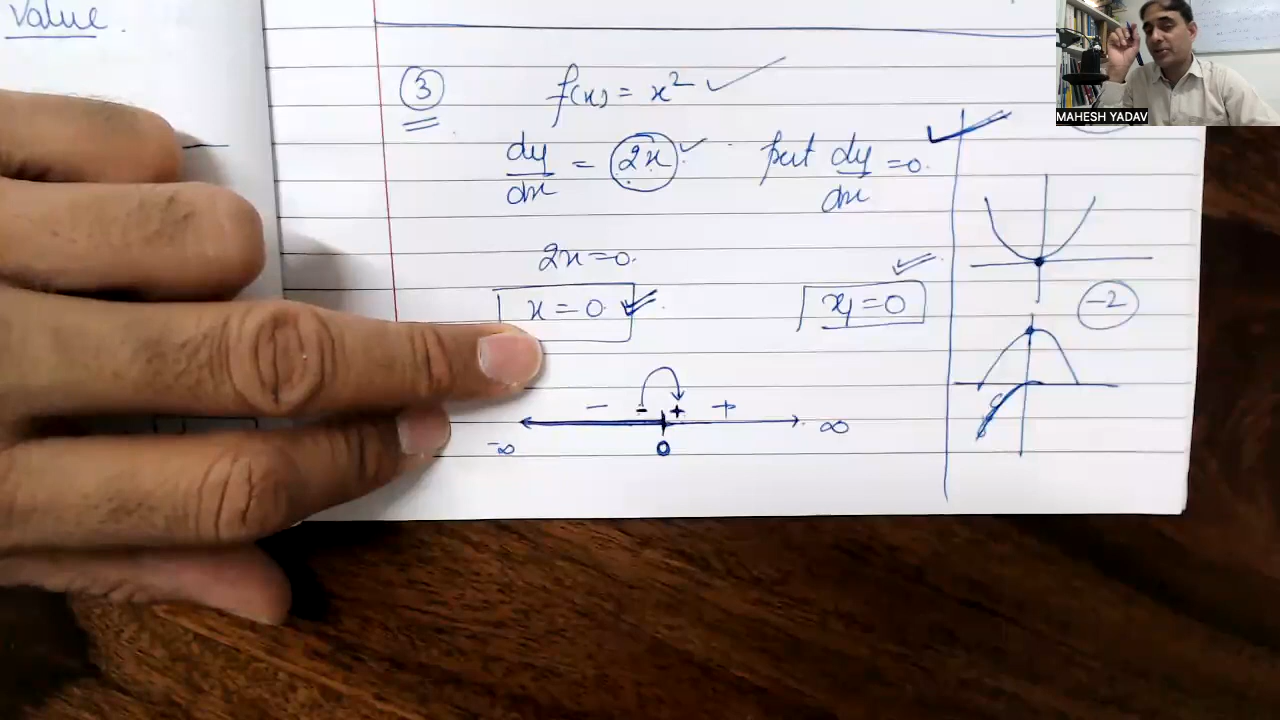 Value.
MAHESH YADAV
③ f(x) = x²
dy/dx = 2x put dy/dx = 0.
2x = 0.
x = 0 x = 0
-2
- - + +
-∞ 0 ∞